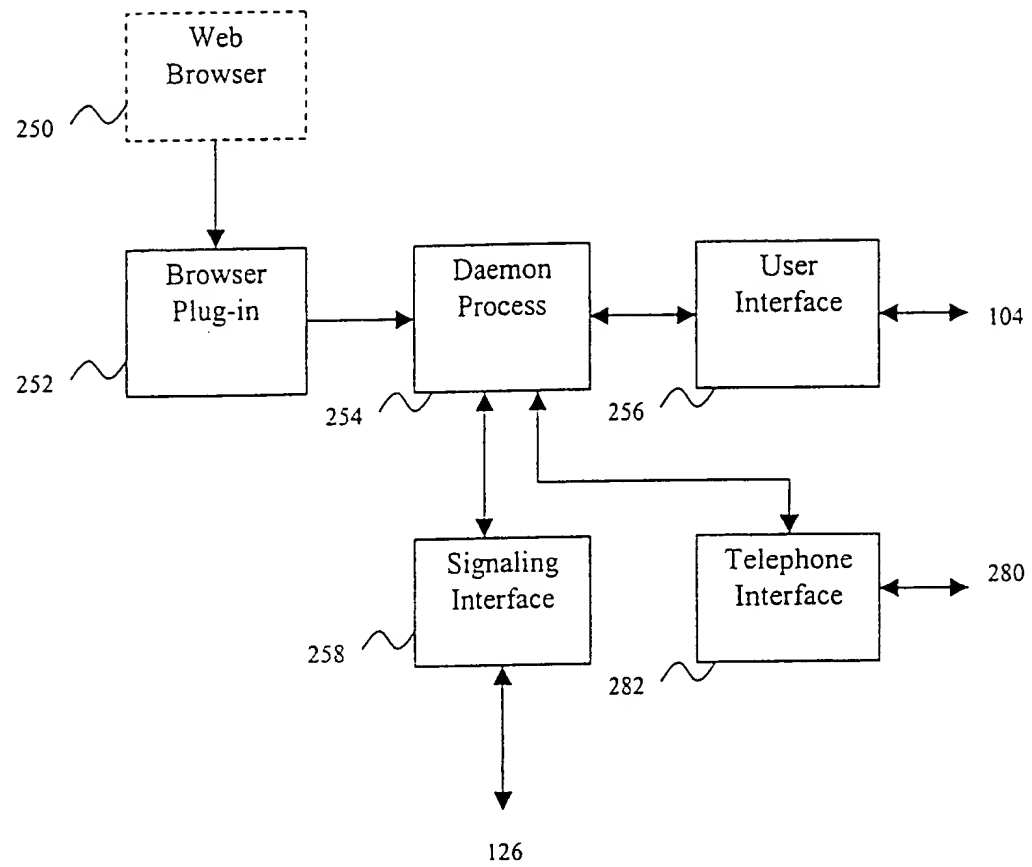 Web
Browser
250
Browser
Plug-in
252
Daemon
Process
254
User
Interface
256
104
Signaling
Interface
258
Telephone
Interface
282
280
126